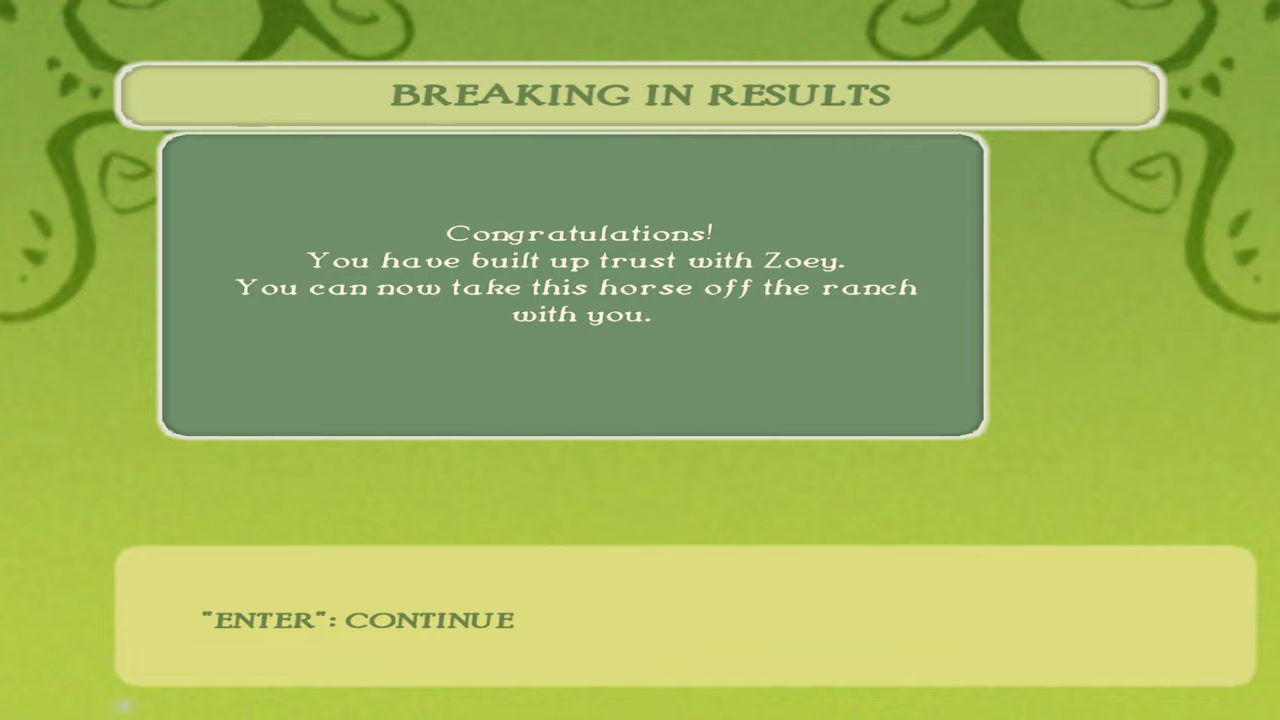 BREAKING IN RESULTS
Congratulations!
You have built up trust with Zoey.
You can now take this horse off the ranch
with you.
"ENTER": CONTINUE